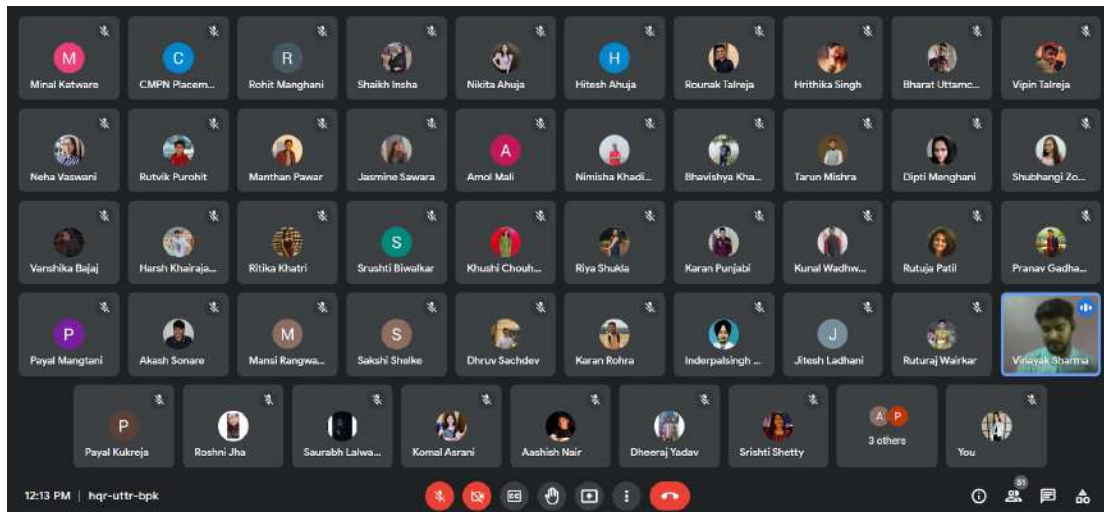 M C R H
Minal Katware CMPN Placem... Rohit Manghani Shaikh Insha Nikita Ahuja Hitesh Ahuja Rounak Talreja Hrithika Singh Bharat Uttamc... Vipin Talreja
A
Neha Vaswani Rutvik Purohit Manthan Pawar Jasmine Sawara Amol Mali Nimisha Khadi... Bhavishya Kha... Tarun Mishra Dipti Menghani Shubhangi Zo...
S
Vanshika Bajaj Harsh Khairaja... Ritika Khatri Srushti Biwalkar Khushi Chouh... Riya Shukla Karan Punjabi Kunal Wadhw... Rutuja Patil Pranav Gadha...
P M S J
Payal Mangtani Akash Sonare Mansi Rangwa... Sakshi Shelke Dhruv Sachdev Karan Rohra Inderpalsingh ... Jitesh Ladhani Ruturaj Wairkar Vinayak Sharma
P A P
3 others
Payal Kukreja Roshni Jha Saurabh Lalwa... Komal Asrani Aashish Nair Dheeraj Yadav Srishti Shetty You
12:13 PM | hqr-uttr-bpk CC 51